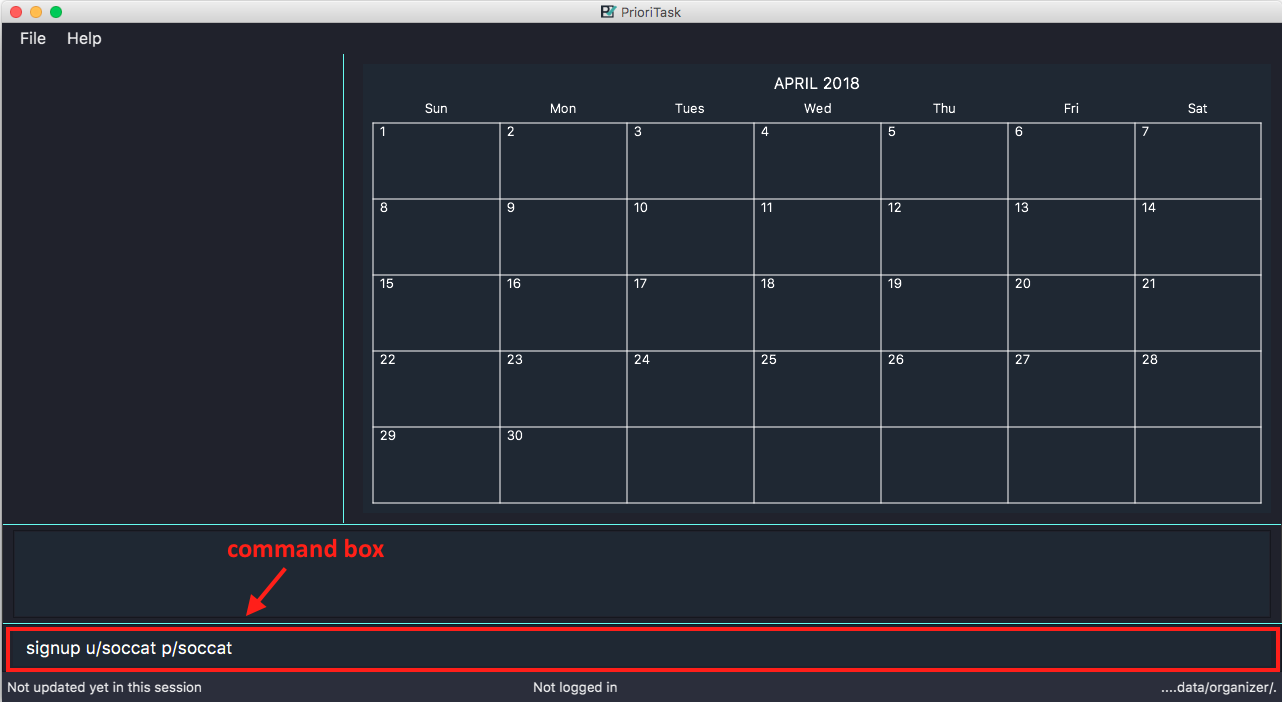 PrioriTask
File Help
APRIL 2018
Sun Mon Tues Wed Thu Fri Sat
1 2 3 4 5 6 7
8 9 10 11 12 13 14
15 16 17 18 19 20 21
22 23 24 25 26 27 28
29 30
command box
signup u/soccat p/soccat
Not updated yet in this session Not logged in ....data/organizer/.